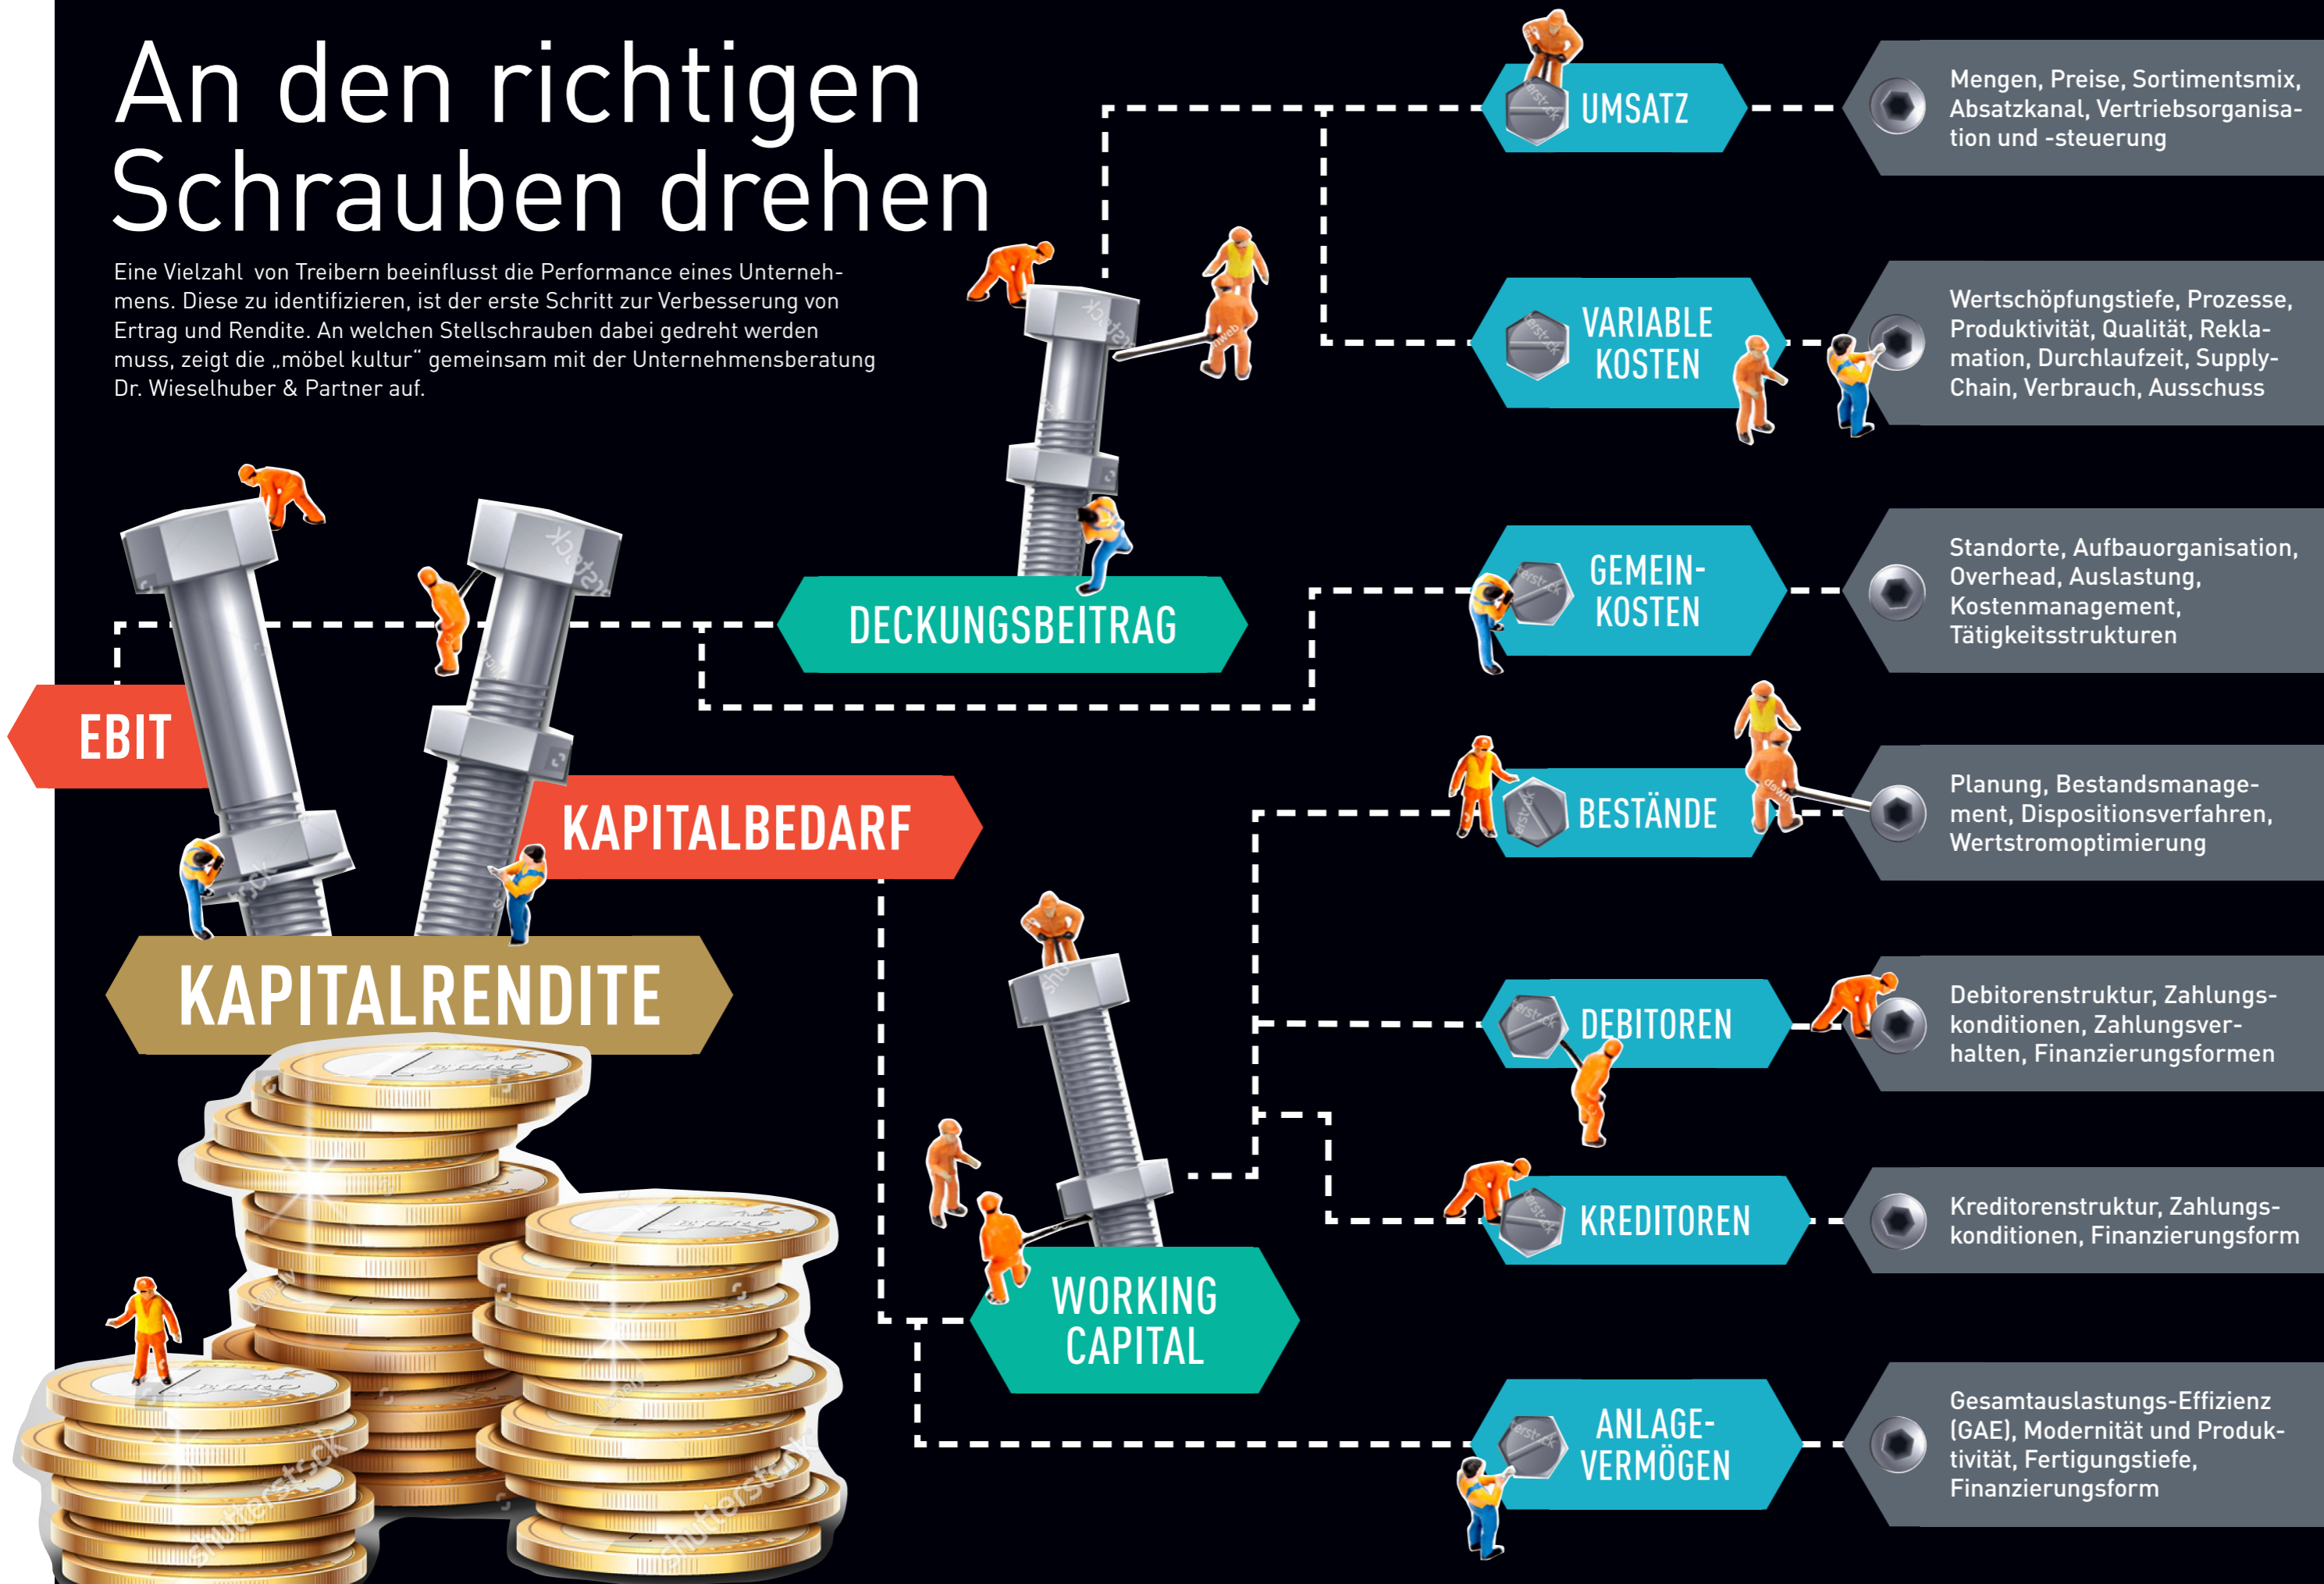 An den richtigen
Schrauben drehen
Eine Vielzahl von Treibern beeinflusst die Performance eines Unterneh-
mens. Diese zu identifizieren, ist der erste Schritt zur Verbesserung von
Ertrag und Rendite. An welchen Stellschrauben dabei gedreht werden
muss, zeigt die „möbel kultur“ gemeinsam mit der Unternehmensberatung
Dr. Wieselhuber & Partner auf.
UMSATZ
Mengen, Preise, Sortimentsmix,
Absatzkanal, Vertriebsorganisa-
tion und -steuerung
VARIABLE
KOSTEN
Wertschöpfungstiefe, Prozesse,
Produktivität, Qualität, Rekla-
mation, Durchlaufzeit, Supply-
Chain, Verbrauch, Ausschuss
DECKUNGSBEITRAG
GEMEIN-
KOSTEN
Standorte, Aufbauorganisation,
Overhead, Auslastung,
Kostenmanagement,
Tätigkeitsstrukturen
EBIT
KAPITALBEDARF
BESTÄNDE
Planung, Bestandsmanage-
ment, Dispositionsverfahren,
Wertstromoptimierung
KAPITALRENDITE
DEBITOREN
Debitorenstruktur, Zahlungs-
konditionen, Zahlungsver-
halten, Finanzierungsformen
KREDITOREN
Kreditorenstruktur, Zahlungs-
konditionen, Finanzierungsform
WORKING
CAPITAL
ANLAGE-
VERMÖGEN
Gesamtauslastungs-Effizienz
(GAE), Modernität und Produk-
tivität, Fertigungstiefe,
Finanzierungsform
shutterstock
shutterstock